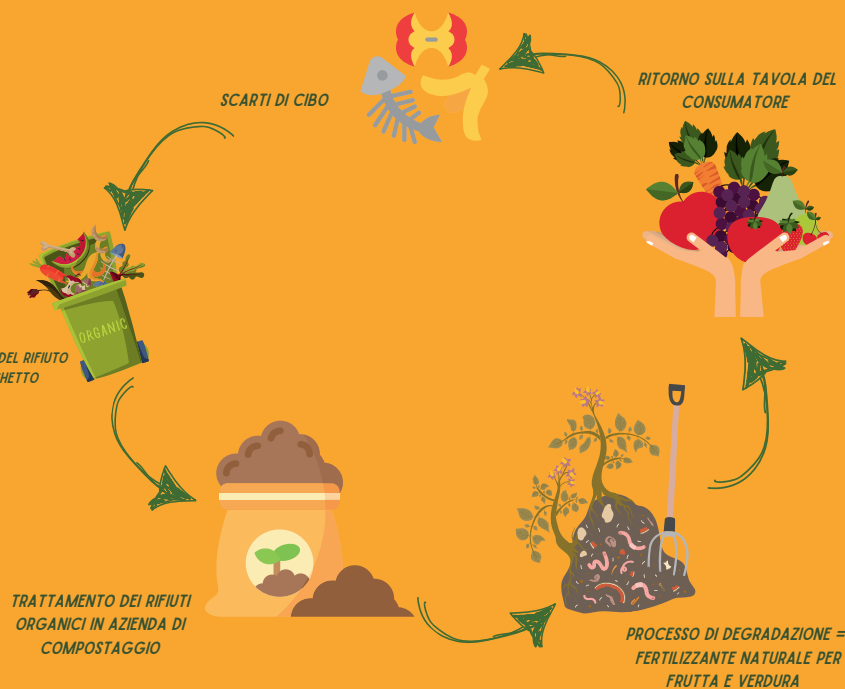 RITORNO SULLA TAVOLA DEL
CONSUMATORE
SCARTI DI CIBO
ORGANIC
DEL RIFIUTO
TRATTAMENTO DEI RIFIUTI
ORGANICI IN AZIENDA DI
COMPOSTAGGIO
PROCESSO DI DEGRADAZIONE =
FERTILIZZANTE NATURALE PER
FRUTTA E VERDURA